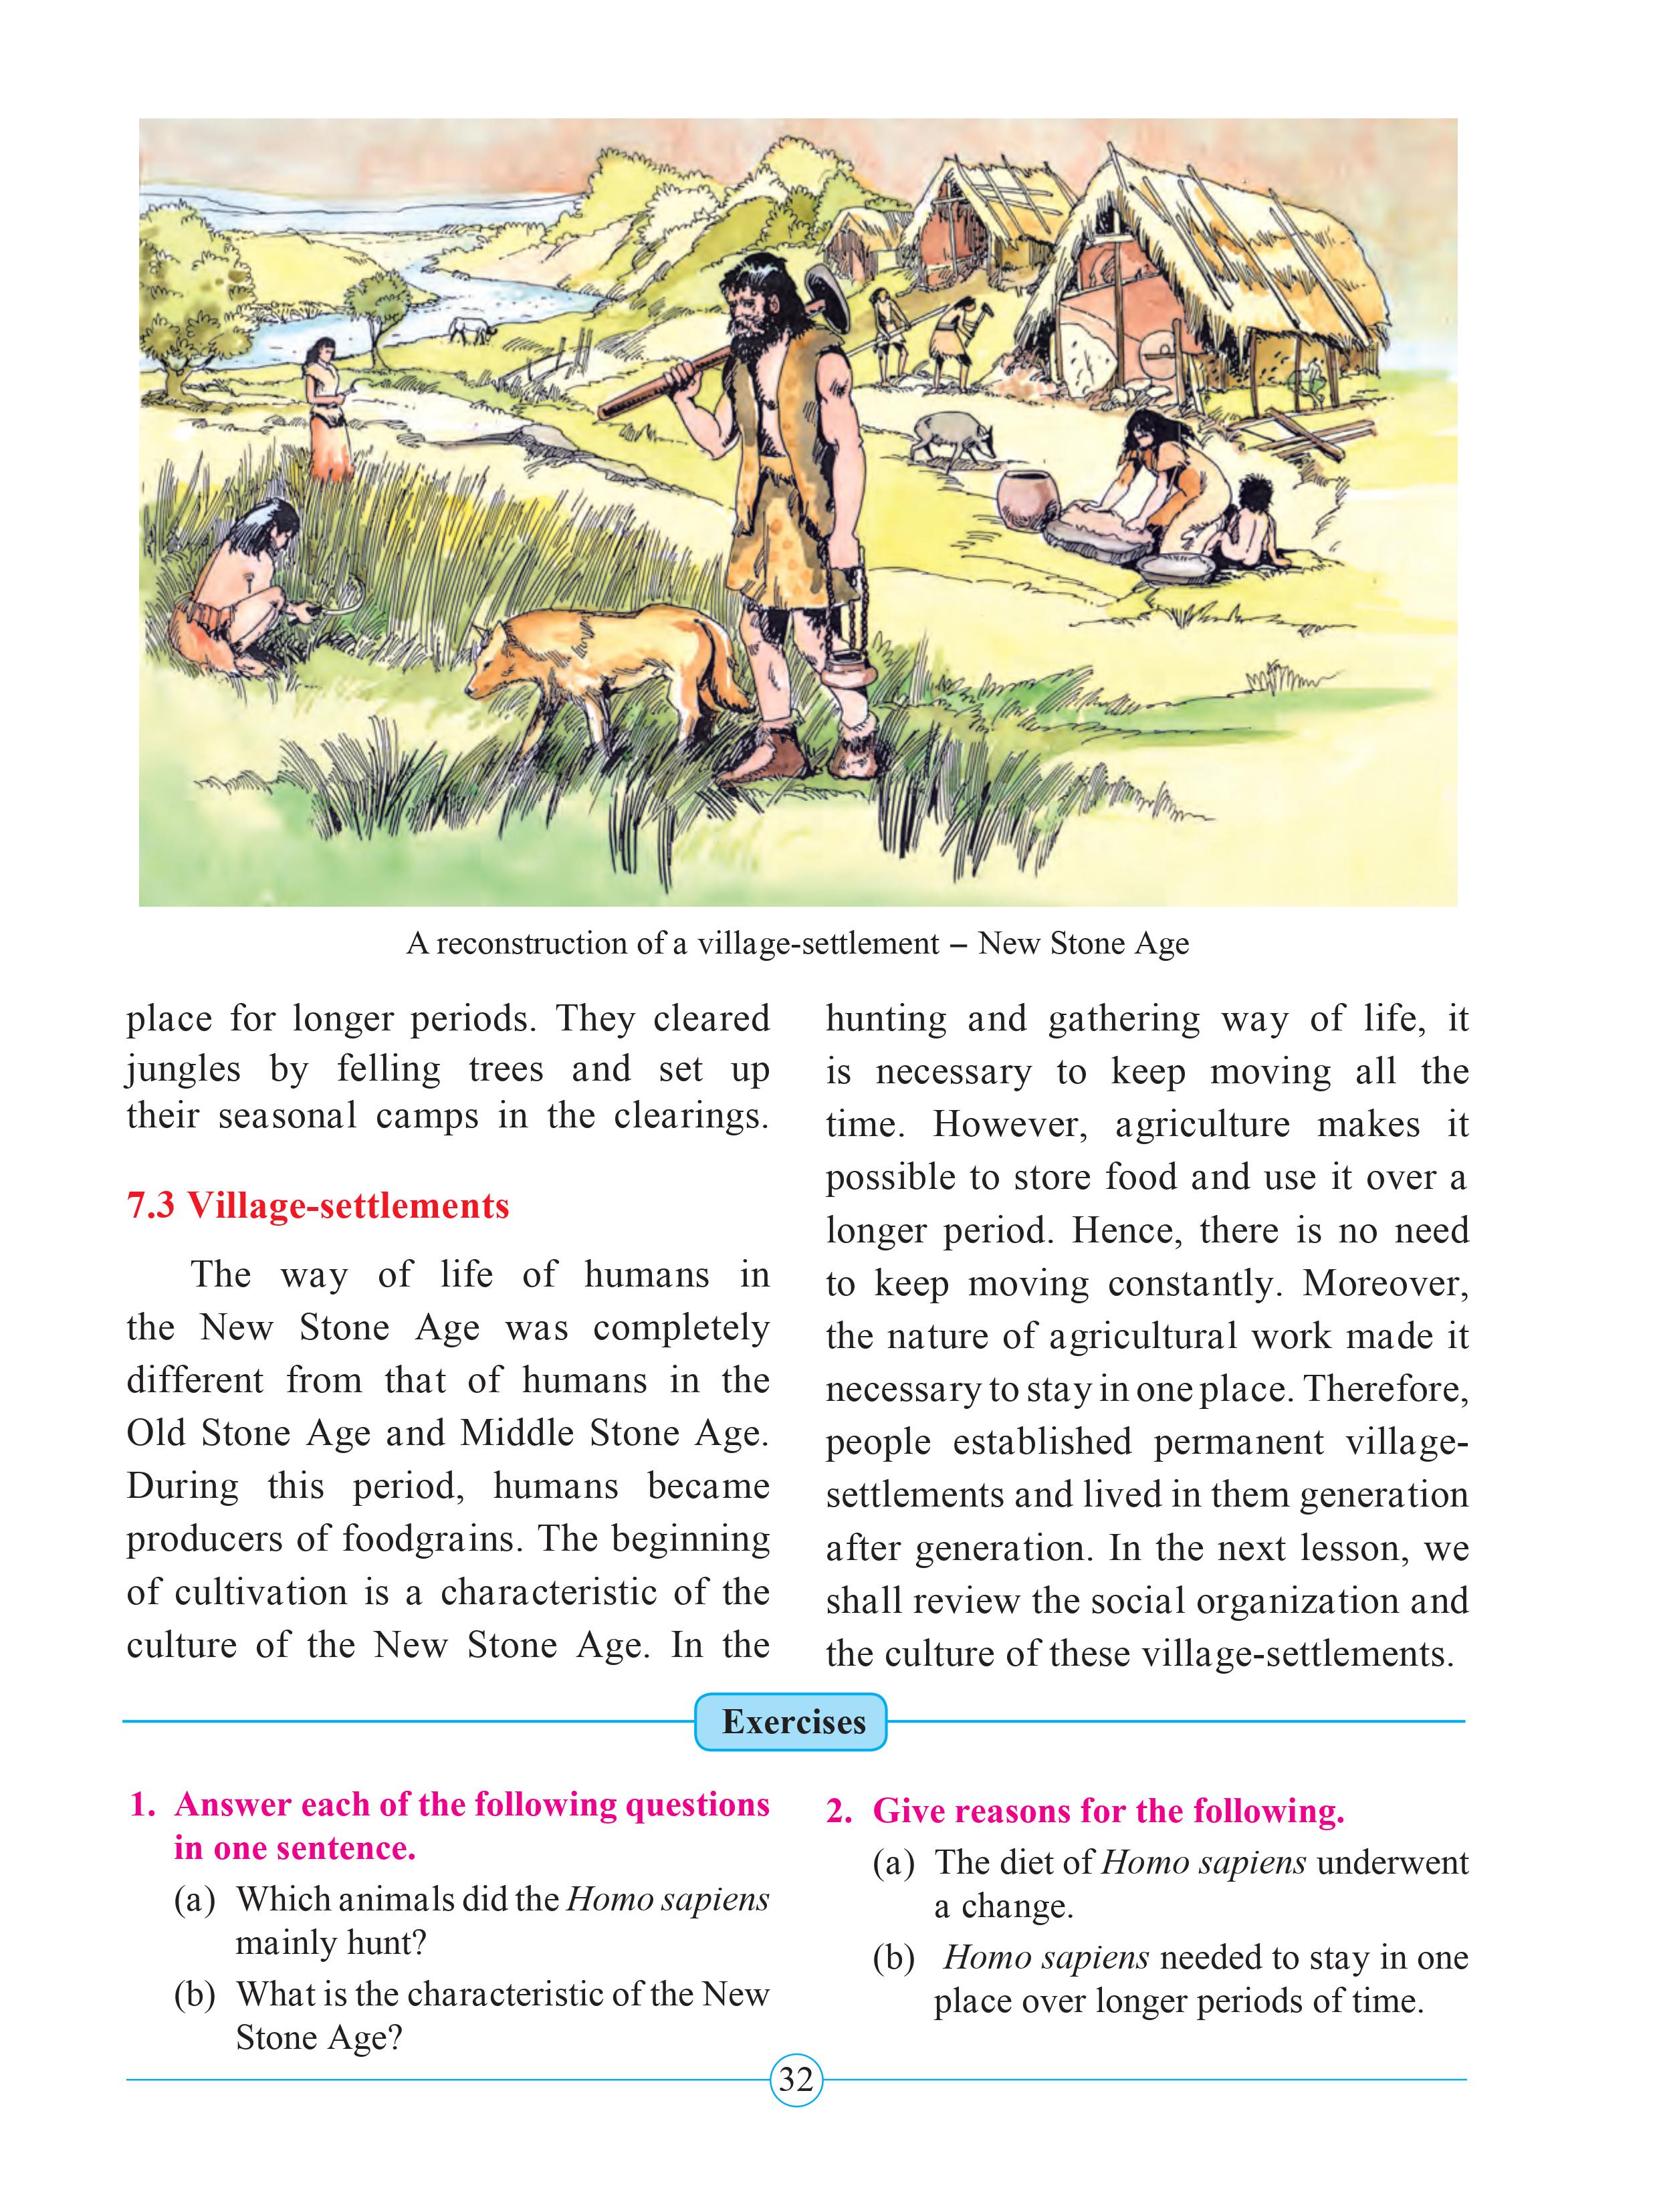 A reconstruction of a village-settlement – New Stone Age
place for longer periods. They cleared
jungles by felling trees and set up
their seasonal camps in the clearings.
7.3 Village-settlements
The way of life of humans in
the New Stone Age was completely
different from that of humans in the
Old Stone Age and Middle Stone Age.
During this period, humans became
producers of foodgrains. The beginning
of cultivation is a characteristic of the
culture of the New Stone Age. In the
hunting and gathering way of life, it
is necessary to keep moving all the
time. However, agriculture makes it
possible to store food and use it over a
longer period. Hence, there is no need
to keep moving constantly. Moreover,
the nature of agricultural work made it
necessary to stay in one place. Therefore,
people established permanent village-
settlements and lived in them generation
after generation. In the next lesson, we
shall review the social organization and
the culture of these village-settlements.
Exercises
1. Answer each of the following questions
in one sentence.
(a) Which animals did the Homo sapiens
mainly hunt?
(b) What is the characteristic of the New
Stone Age?
2. Give reasons for the following.
(a) The diet of Homo sapiens underwent
a change.
(b) Homo sapiens needed to stay in one
place over longer periods of time.
32